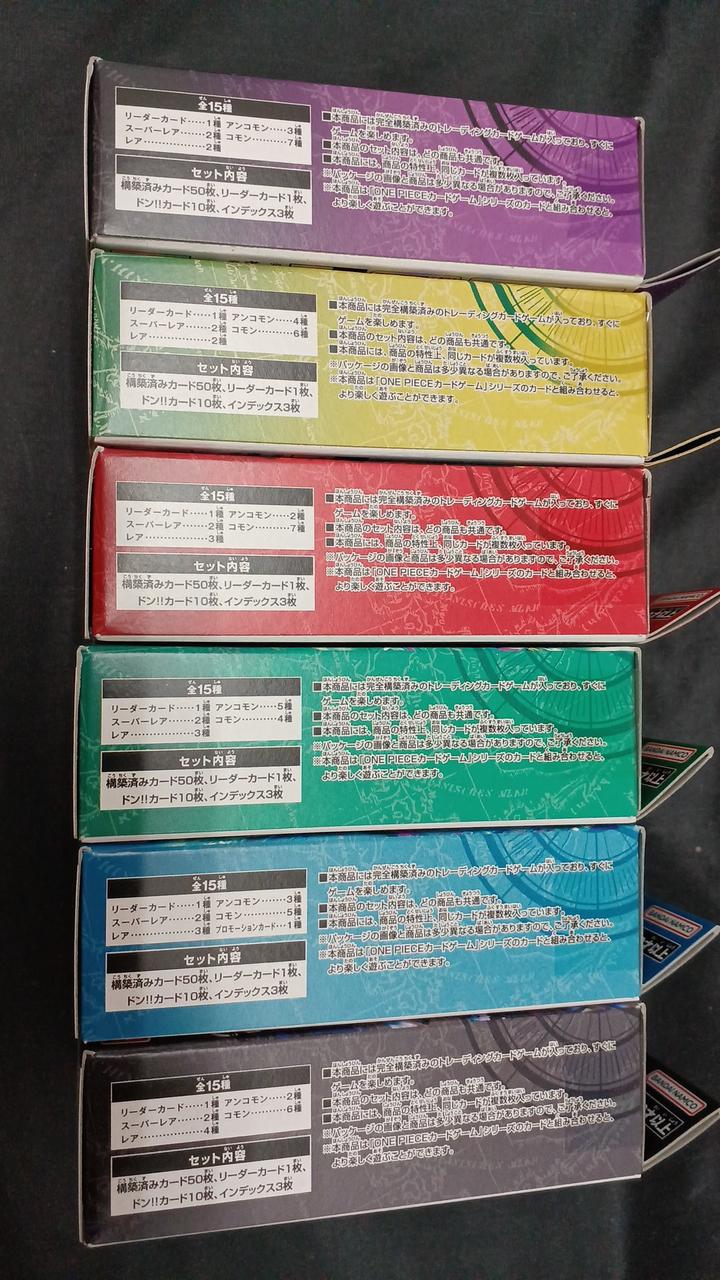 全15種
リーダーカード……1種 アンコモン…3種
スーパーレア………2種 コモン………7種
レア…………………2種
セット内容
構築済みカード50枚、リーダーカード1枚、
ドン!!カード10枚、インデックス3枚
■本商品には完全構築済みのトレーディングカードゲームが入っており、すぐに
ゲームを楽しめます。
■本商品のセット内容は、どの商品も共通です。
■本商品には、商品の特性上、同じカードが複数枚入っています。
※パッケージの画像と商品は多少異なる場合がありますので、ご了承ください。
※本商品は「ONE PIECEカードゲーム」シリーズのカードと組み合わせると、
より楽しく遊ぶことができます。
全15種
リーダーカード……1種 アンコモン……4種
スーパーレア………2種 コモン…………6種
レア…………………2種
セット内容
構築済みカード50枚、リーダーカード1枚、
ドン!!カード10枚、インデックス3枚
■本商品には完全構築済みのトレーディングカードゲームが入っており、すぐに
ゲームを楽しめます。
■本商品のセット内容は、どの商品も共通です。
■本商品には、商品の特性上、同じカードが複数枚入っています。
※パッケージの画像と商品は多少異なる場合がありますので、ご了承ください。
※本商品は「ONE PIECEカードゲーム」シリーズのカードと組み合わせると、
より楽しく遊ぶことができます。
全15種
リーダーカード……1種 アンコモン……2種
スーパーレア………2種 コモン…………7種
レア…………………3種
セット内容
構築済みカード50枚、リーダーカード1枚、
ドン!!カード10枚、インデックス3枚
■本商品には完全構築済みのトレーディングカードゲームが入っており、すぐに
ゲームを楽しめます。
■本商品のセット内容は、どの商品も共通です。
■本商品には、商品の特性上、同じカードが複数枚入っています。
※パッケージの画像と商品は多少異なる場合がありますので、ご了承ください。
※本商品は「ONE PIECEカードゲーム」シリーズのカードと組み合わせると、
より楽しく遊ぶことができます。
全15種
リーダーカード……1種 アンコモン……5種
スーパーレア………2種 コモン…………4種
レア…………………3種
セット内容
構築済みカード50枚、リーダーカード1枚、
ドン!!カード10枚、インデックス3枚
■本商品には完全構築済みのトレーディングカードゲームが入っており、すぐに
ゲームを楽しめます。
■本商品のセット内容は、どの商品も共通です。
■本商品には、商品の特性上、同じカードが複数枚入っています。
※パッケージの画像と商品は多少異なる場合がありますので、ご了承ください。
※本商品は「ONE PIECEカードゲーム」シリーズのカードと組み合わせると、
より楽しく遊ぶことができます。
BANDAI NAMCO
全15種
リーダーカード……1種 アンコモン……3種
スーパーレア………2種 コモン…………5種
レア…………………3種 プロモーションカード…1種
セット内容
構築済みカード50枚、リーダーカード1枚、
ドン!!カード10枚、インデックス3枚
■本商品には完全構築済みのトレーディングカードゲームが入っており、すぐに
ゲームを楽しめます。
■本商品のセット内容は、どの商品も共通です。
■本商品には、商品の特性上、同じカードが複数枚入っています。
※パッケージの画像と商品は多少異なる場合がありますので、ご了承ください。
※本商品は「ONE PIECEカードゲーム」シリーズのカードと組み合わせると、
より楽しく遊ぶことができます。
BANDAI NAMCO
全15種
リーダーカード……1種 アンコモン……2種
スーパーレア………2種 コモン…………6種
レア…………………4種
セット内容
構築済みカード50枚、リーダーカード1枚、
ドン!!カード10枚、インデックス3枚
■本商品には完全構築済みのトレーディングカードゲームが入っており、すぐに
ゲームを楽しめます。
■本商品のセット内容は、どの商品も共通です。
■本商品には、商品の特性上、同じカードが複数枚入っています。
※パッケージの画像と商品は多少異なる場合がありますので、ご了承ください。
※本商品は「ONE PIECEカードゲーム」シリーズのカードと組み合わせると、
より楽しく遊ぶことができます。
BANDAI NAMCO